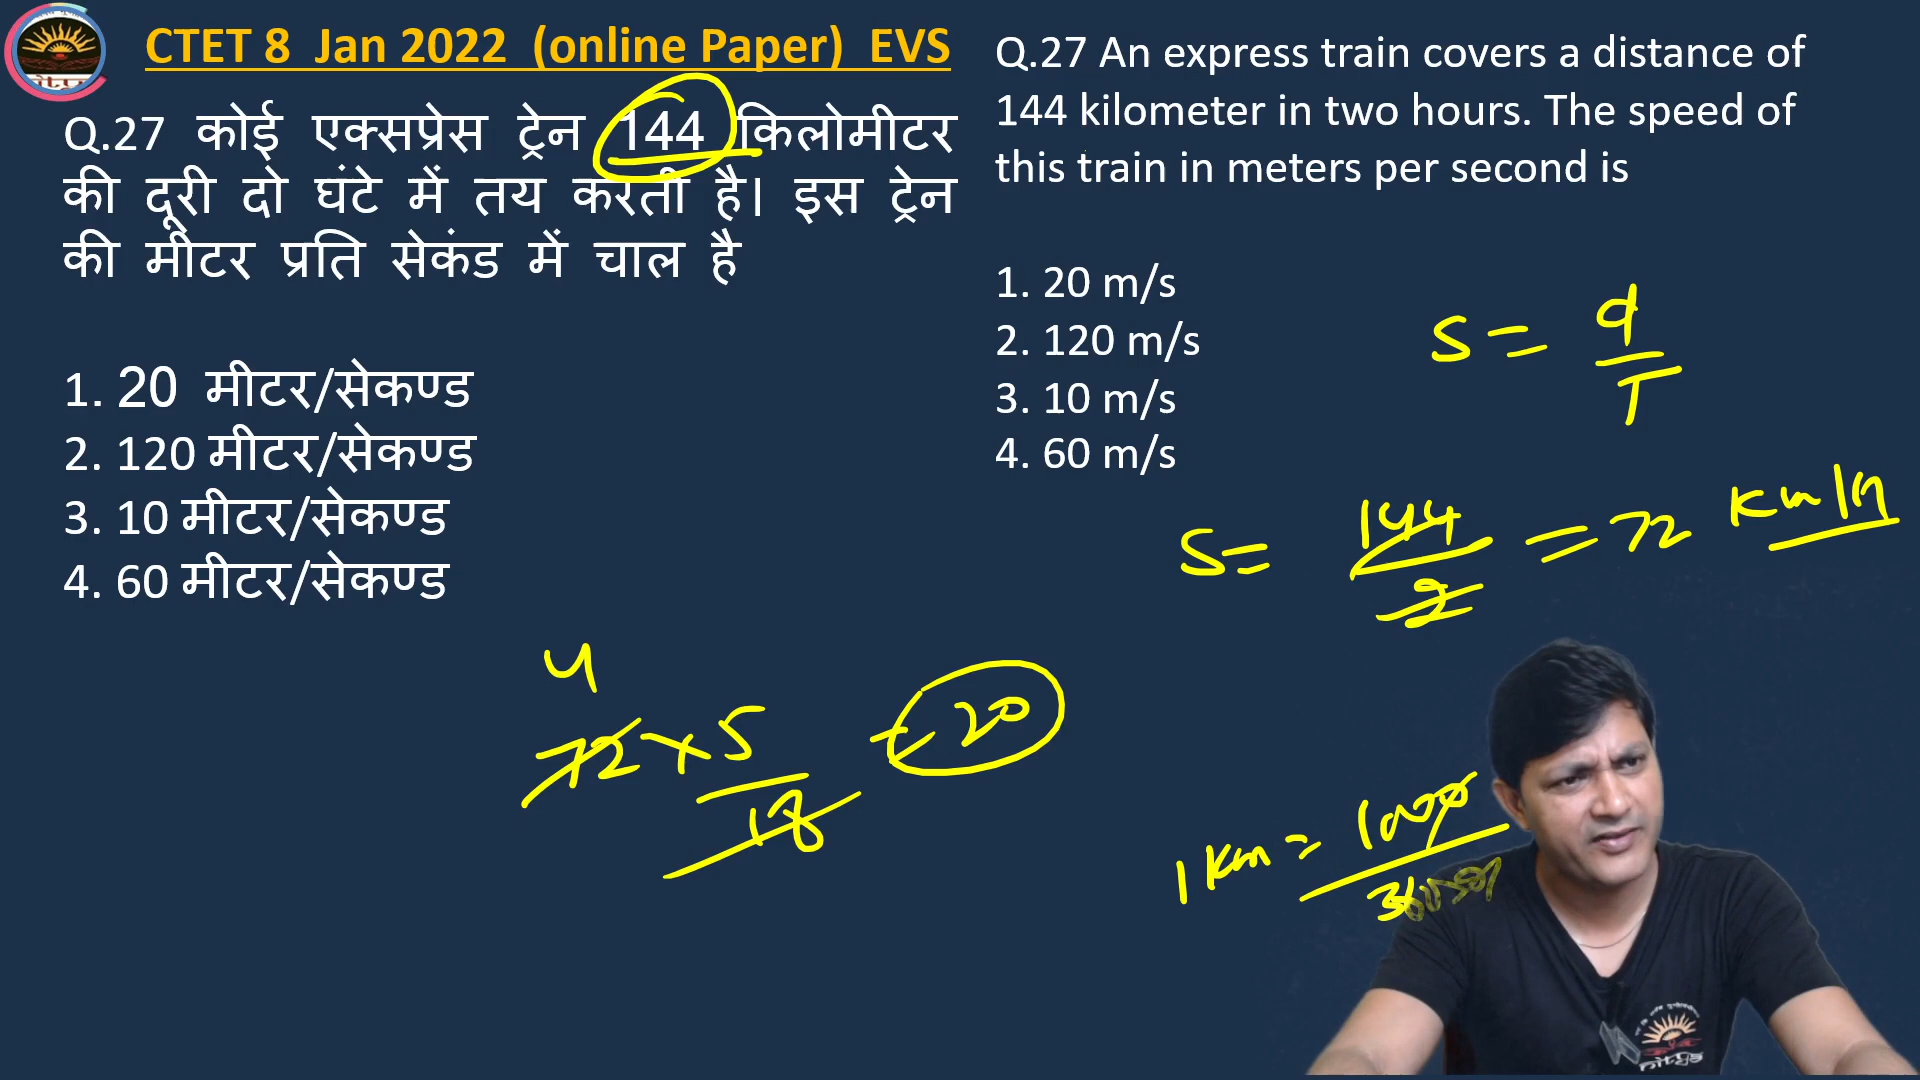 CTET 8 Jan 2022 (online Paper) EVS
Q.27 कोई एक्सप्रेस ट्रेन 144 किलोमीटर
की दूरी दो घंटे में तय करती है। इस ट्रेन
की मीटर प्रति सेकंड में चाल है
1. 20 मीटर/सेकण्ड
2. 120 मीटर/सेकण्ड
3. 10 मीटर/सेकण्ड
4. 60 मीटर/सेकण्ड
Q.27 An express train covers a distance of
144 kilometer in two hours. The speed of
this train in meters per second is
1. 20 m/s
2. 120 m/s
3. 10 m/s
4. 60 m/s
S = d
T
S = 144 = 72 Km/h
2
4
72 × 5 = 20
18
1 Km = 1000